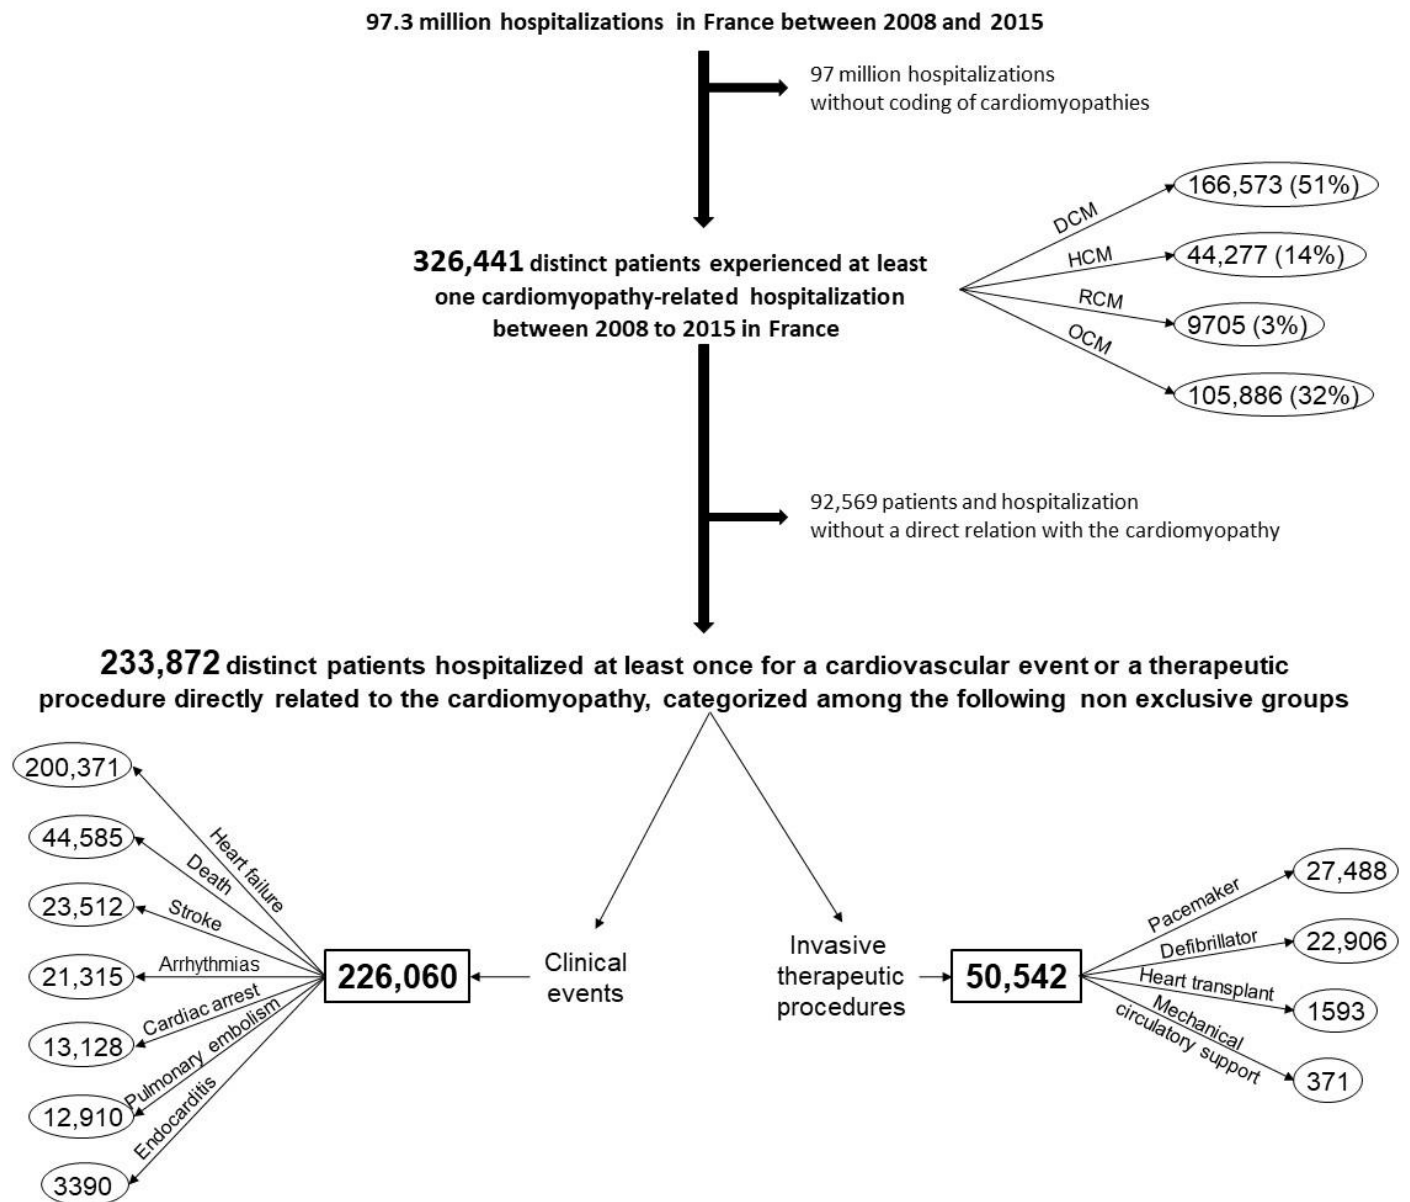 97.3 million hospitalizations in France between 2008 and 2015
97 million hospitalizations
without coding of cardiomyopathies
326,441 distinct patients experienced at least
one cardiomyopathy-related hospitalization
between 2008 to 2015 in France
DCM
166,573 (51%)
HCM
44,277 (14%)
RCM
9705 (3%)
OCM
105,886 (32%)
92,569 patients and hospitalization
without a direct relation with the cardiomyopathy
233,872 distinct patients hospitalized at least once for a cardiovascular event or a therapeutic
procedure directly related to the cardiomyopathy, categorized among the following non exclusive groups
200,371
Heart failure
44,585
Death
23,512
Stroke
21,315
Arrhythmias
13,128
Cardiac arrest
12,910
Pulmonary embolism
3390
Endocarditis
226,060
Clinical
events
Invasive
therapeutic
procedures
50,542
Pacemaker
27,488
Defibrillator
22,906
Heart transplant
1593
Mechanical
circulatory support
371